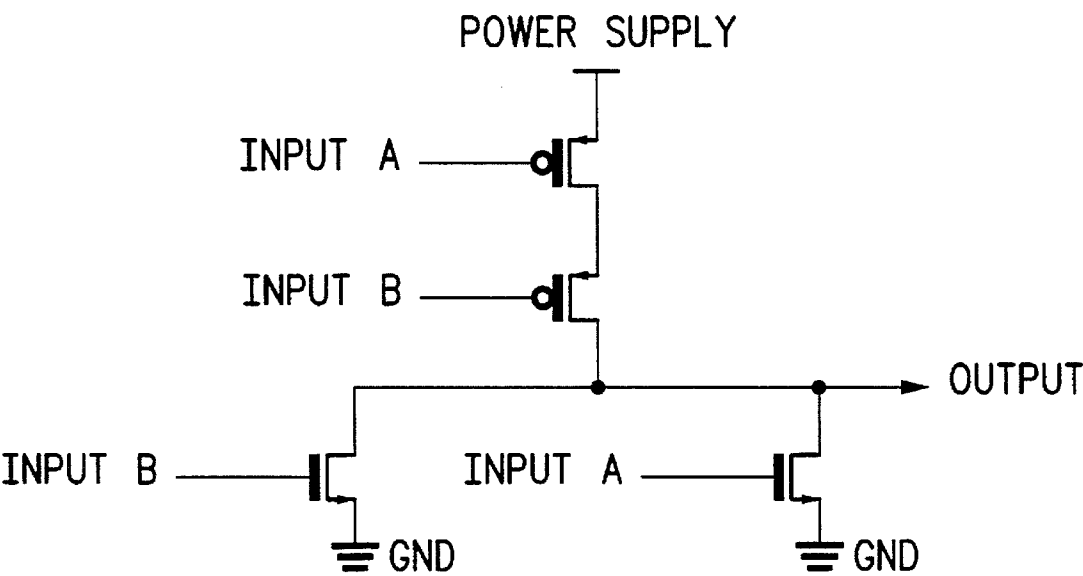 POWER SUPPLY
INPUT A
INPUT B
OUTPUT
INPUT B
INPUT A
GND
GND